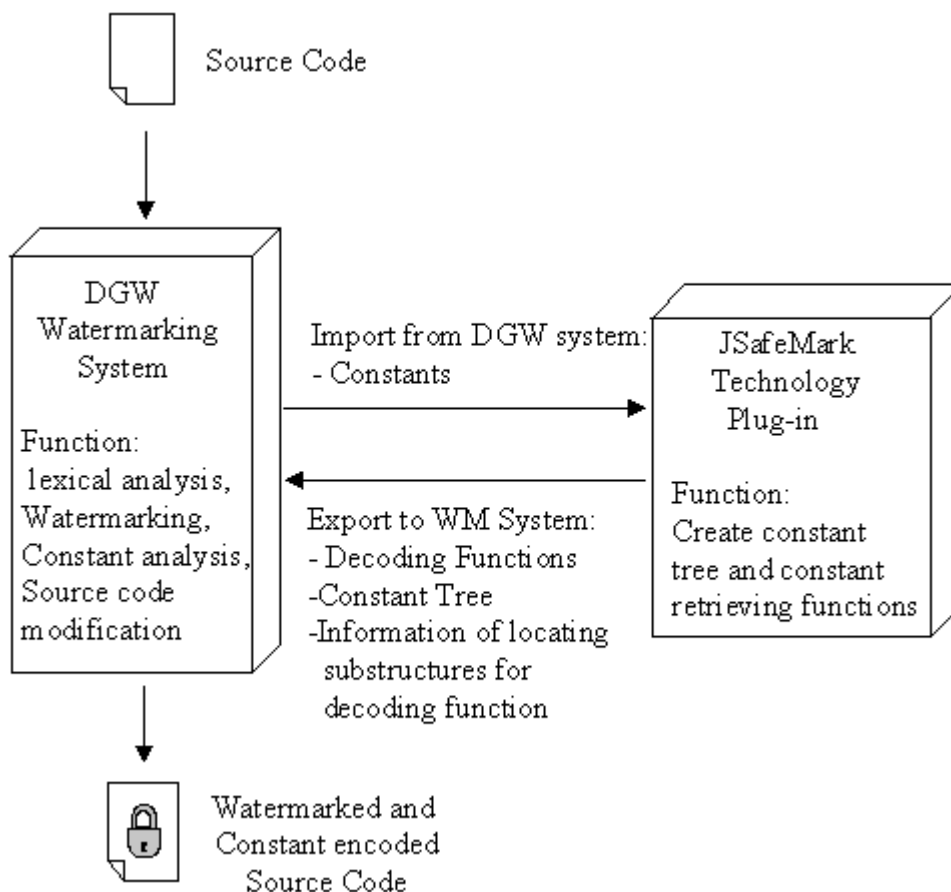 Source Code
DGW
Watermarking
System
Function:
lexical analysis,
Watermarking,
Constant analysis,
Source code
modification
Import from DGW system:
- Constants
Export to WM System:
- Decoding Functions
-Constant Tree
-Information of locating
substructures for
decoding function
JSafeMark
Technology
Plug-in
Function:
Create constant
tree and constant
retrieving functions
Watermarked and
Constant encoded
Source Code